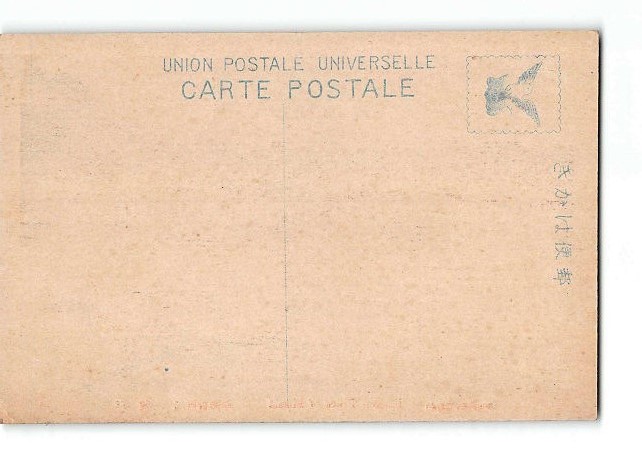 UNION POSTALE UNIVERSELLE
CARTE POSTALE
きかは便郵